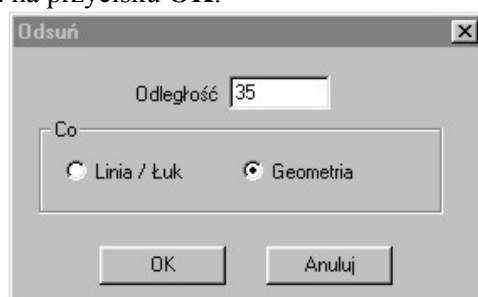 na przycisku OK.
Odsuń
Odległość 35
Co
Linia / Łuk Geometria
OK Anuluj